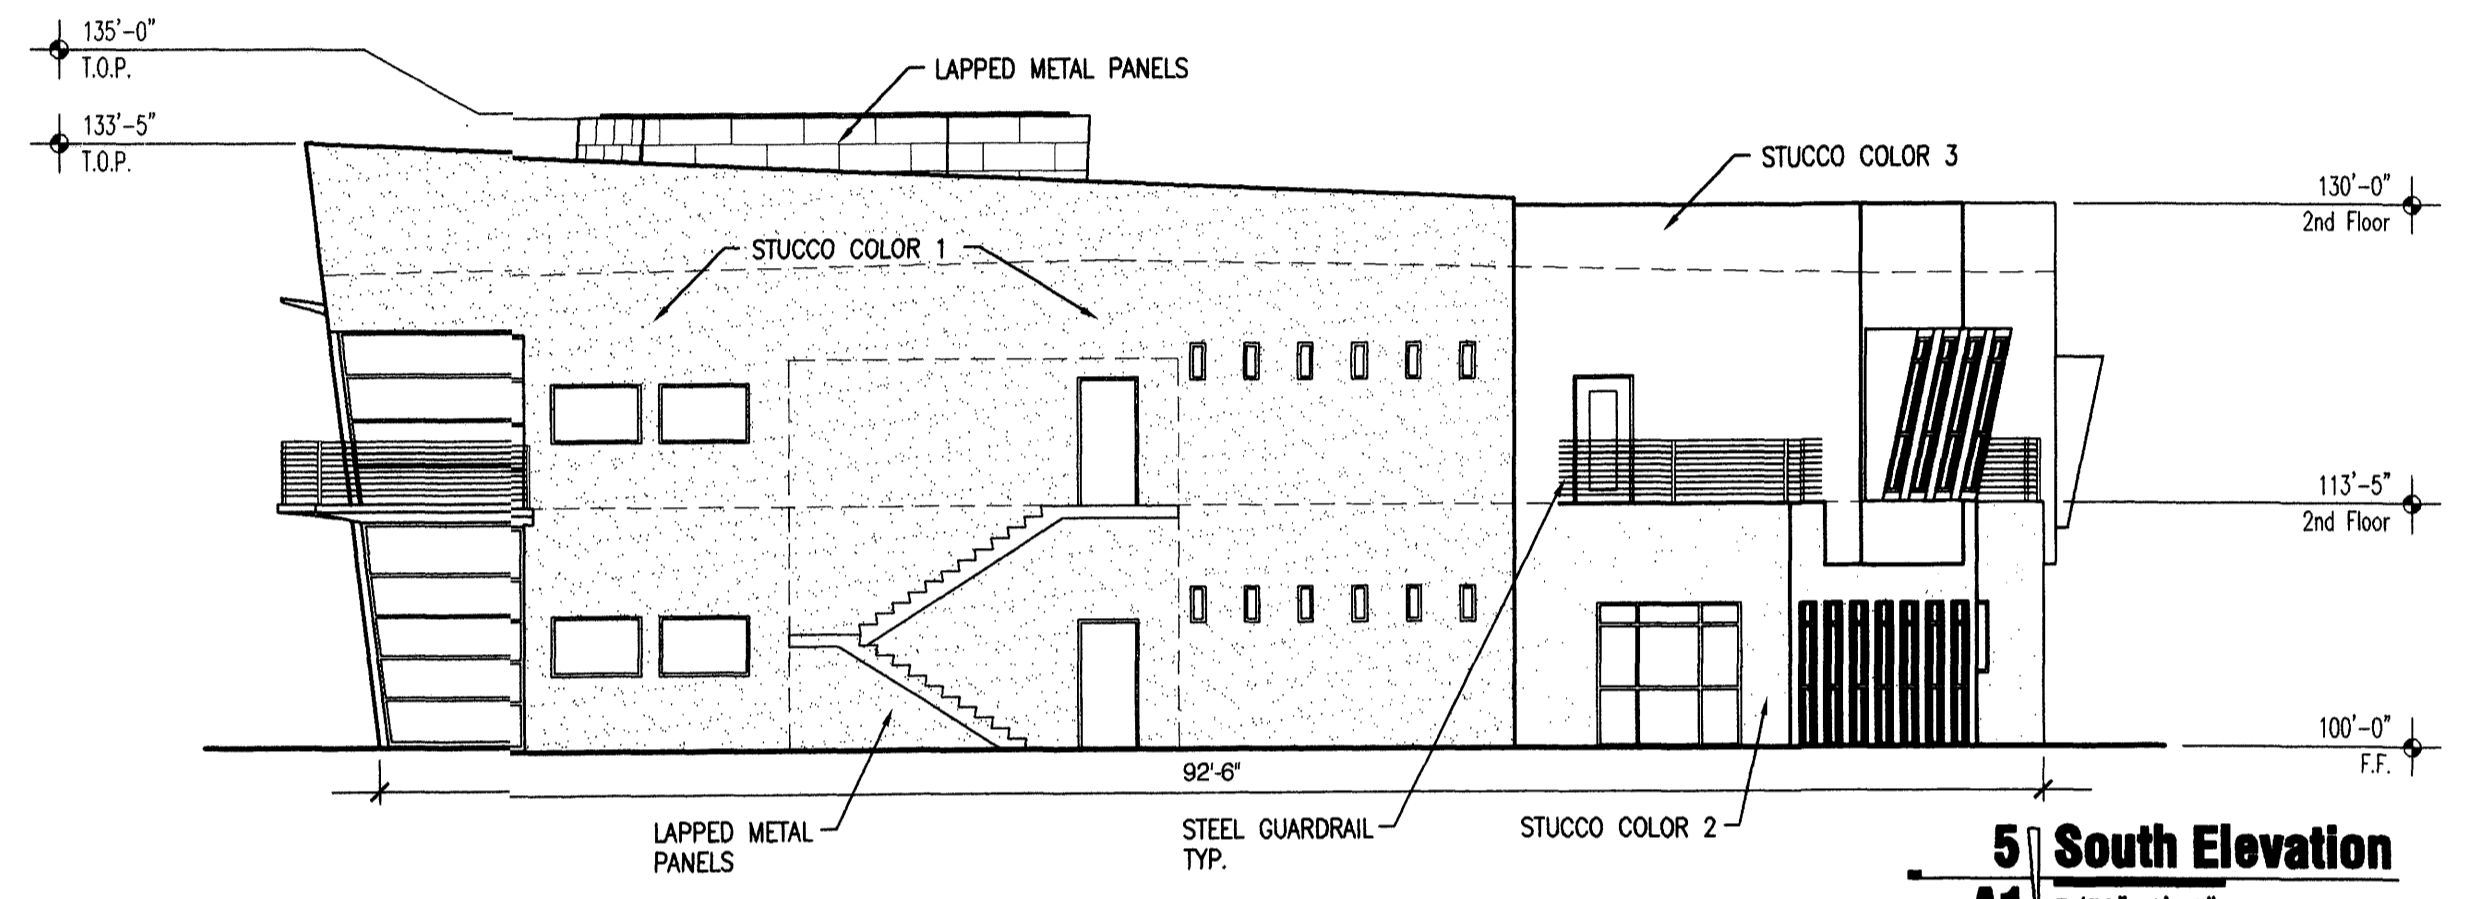 135'-0"
T.O.P.
LAPPED METAL PANELS
133'-5"
T.O.P.
STUCCO COLOR 3
130'-0"
2nd Floor
STUCCO COLOR 1
113'-5"
2nd Floor
100'-0"
F.F.
92'-6"
LAPPED METAL
PANELS
STEEL GUARDRAIL
TYP.
STUCCO COLOR 2
5 South Elevation
A1